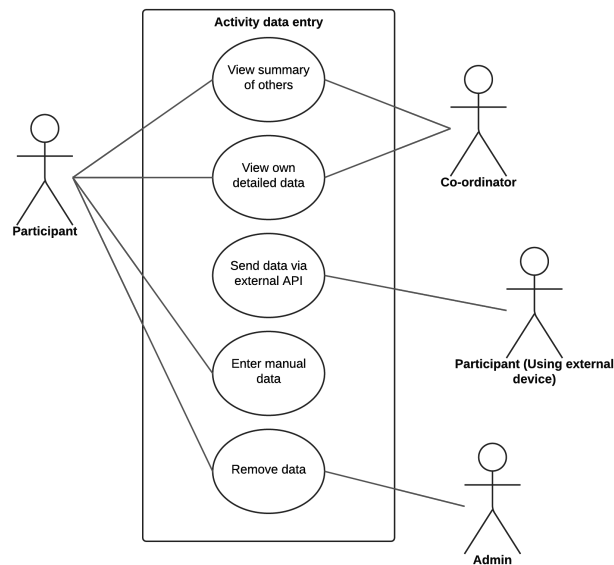 Activity data entry
View summary
of others
View own
detailed data
Send data via
external API
Enter manual
data
Remove data
Participant
Co-ordinator
Participant (Using external
device)
Admin